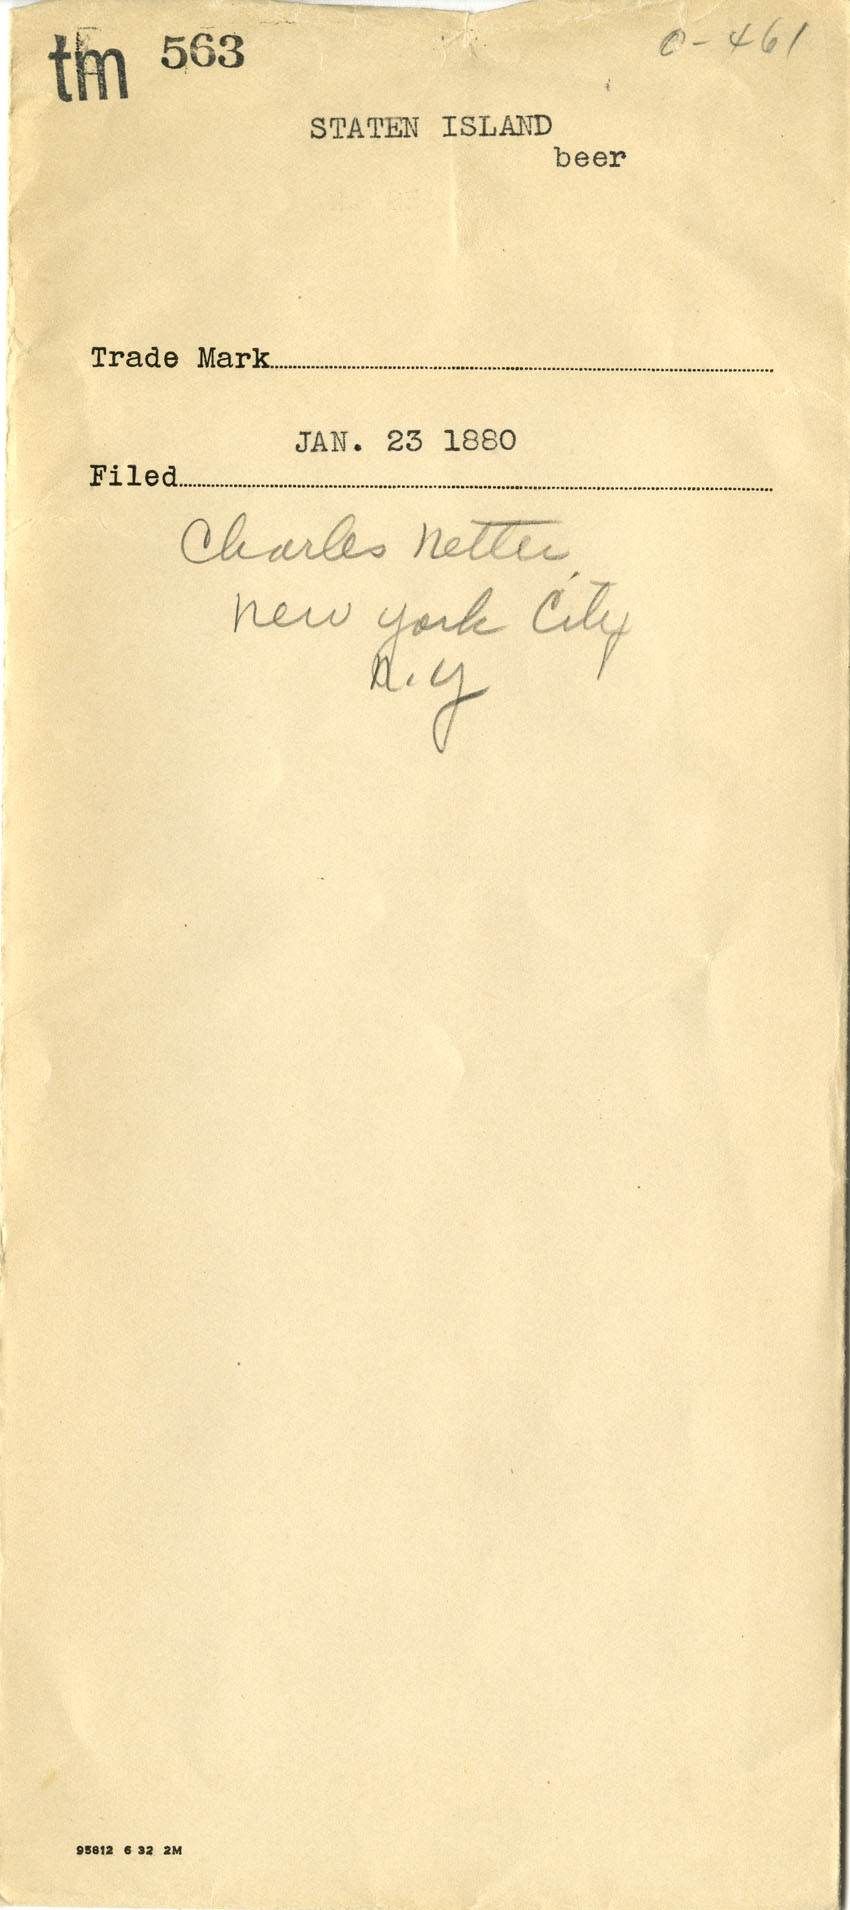 tm 563
O-461
STATEN ISLAND
beer
Trade Mark
JAN. 23 1880
Filed
Charles Netter
New York City
N.Y
95812 6 32 2M